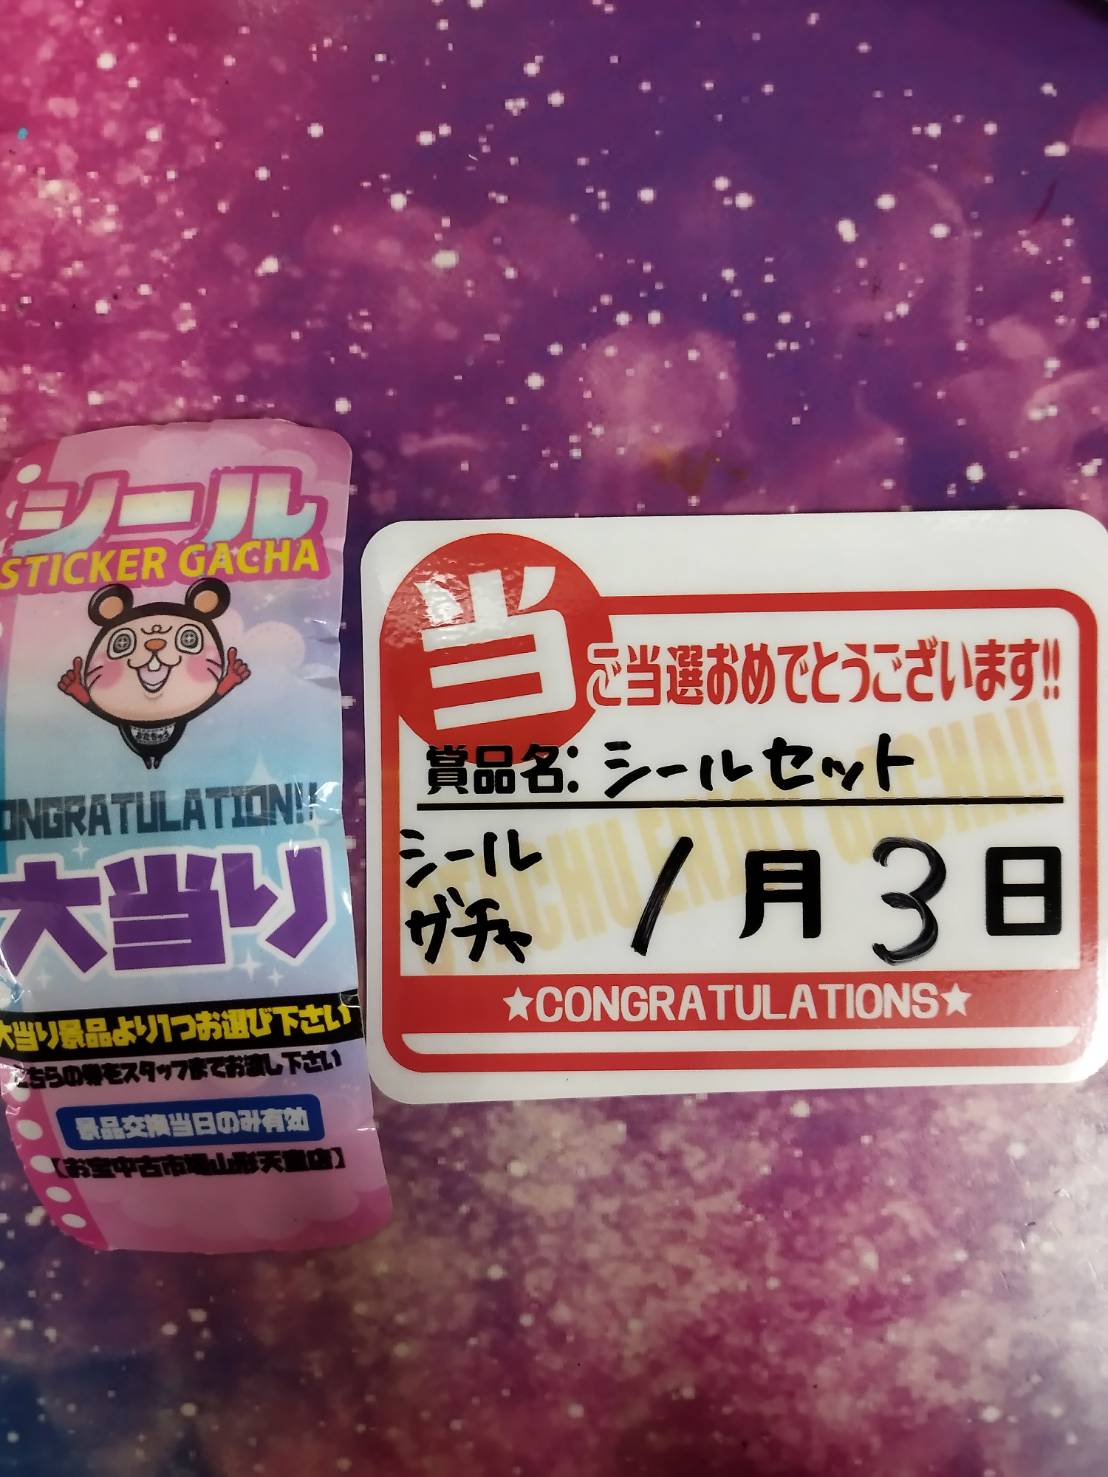 シール
STICKER GACHA
ONGRATULATION!!
大当り
大当り景品より1つお選び下さい
こちらの券をスタッフまでお渡し下さい
景品交換当日のみ有効
【お宝中古市場山形天童店】
当
ご当選おめでとうございます!!
賞品名:シールセット
シール
ガチャ
1月3日
★CONGRATULATIONS★